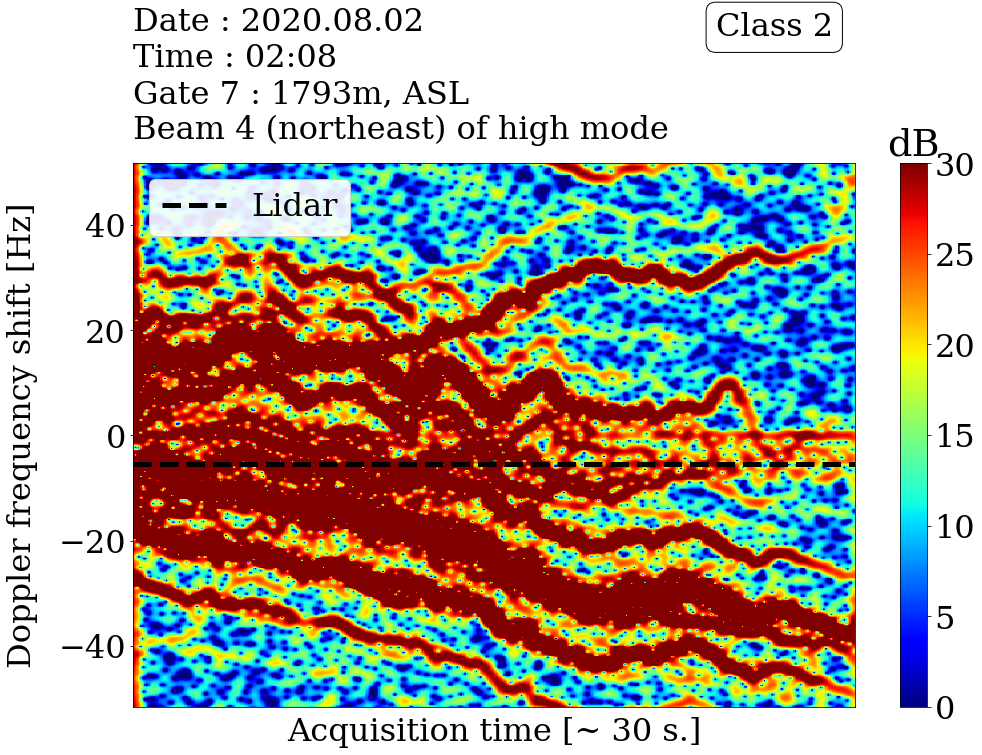 Date : 2020.08.02
Time : 02:08
Gate 7 : 1793m, ASL
Beam 4 (northeast) of high mode
Class 2
dB
Lidar
Doppler frequency shift [Hz]
40
20
0
−20
−40
30
25
20
15
10
5
0
Acquisition time [~ 30 s.]